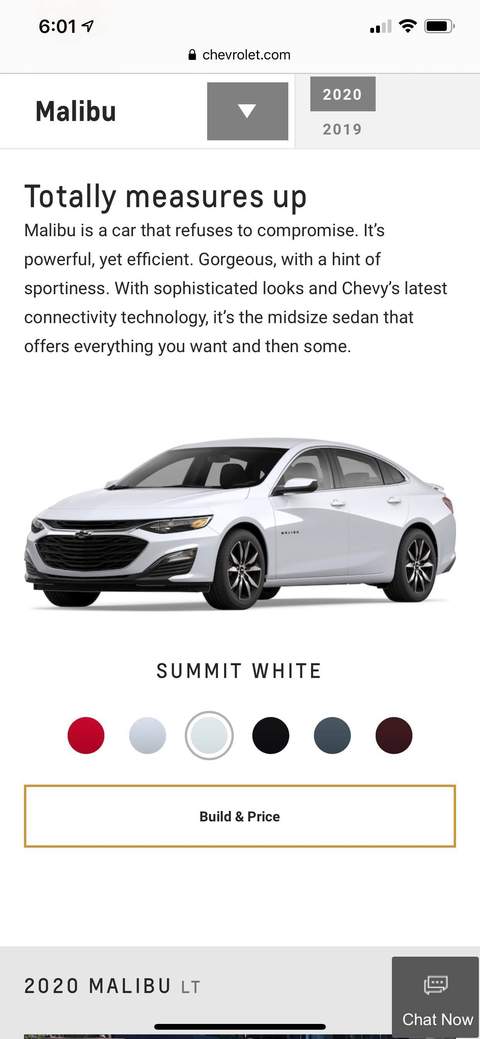 6:01
chevrolet.com
Malibu
2020
2019
Totally measures up
Malibu is a car that refuses to compromise. It’s
powerful, yet efficient. Gorgeous, with a hint of
sportiness. With sophisticated looks and Chevy’s latest
connectivity technology, it’s the midsize sedan that
offers everything you want and then some.
MALIBU
SUMMIT WHITE
Build & Price
2020 MALIBU LT
Chat Now